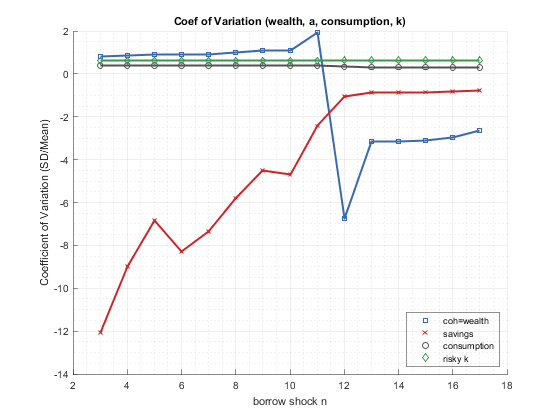 Coef of Variation (wealth, a, consumption, k)
Coefficient of Variation (SD/Mean)
2
0
-2
-4
-6
-8
-10
-12
-14
2 4 6 8 10 12 14 16 18
borrow shock n
coh=wealth
savings
consumption
risky k